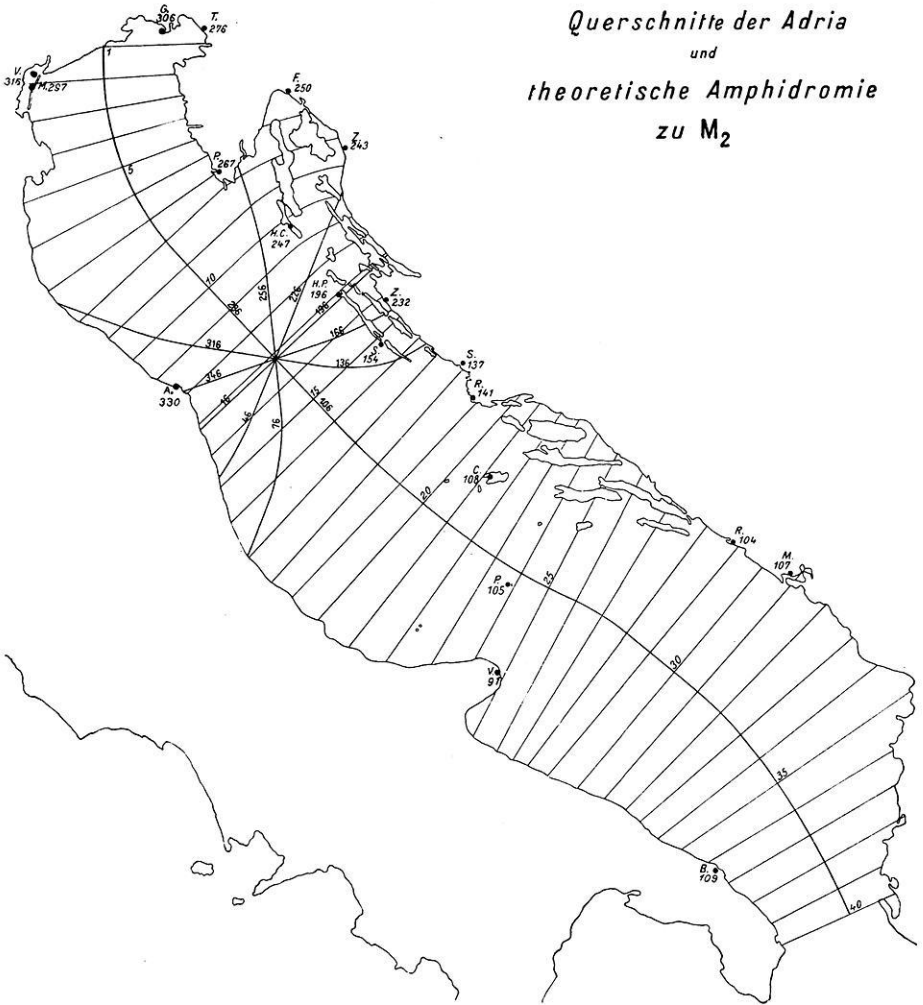 Querschnitte der Adria
und
theoretische Amphidromie
zu M₂
G.
306
T.
276
1
V.
316
M.287
F.
250
Z.
243
5
P.
267
H.C.
247
10
286
256
226
H.P.
196
196
Z.
232
166
S.
154
136
316
346
A.
330
16
46
76
15
106
S.
137
R.
141
C.
108
20
R.
104
M.
107
25
P.
105
30
V.
91
35
B.
109
40